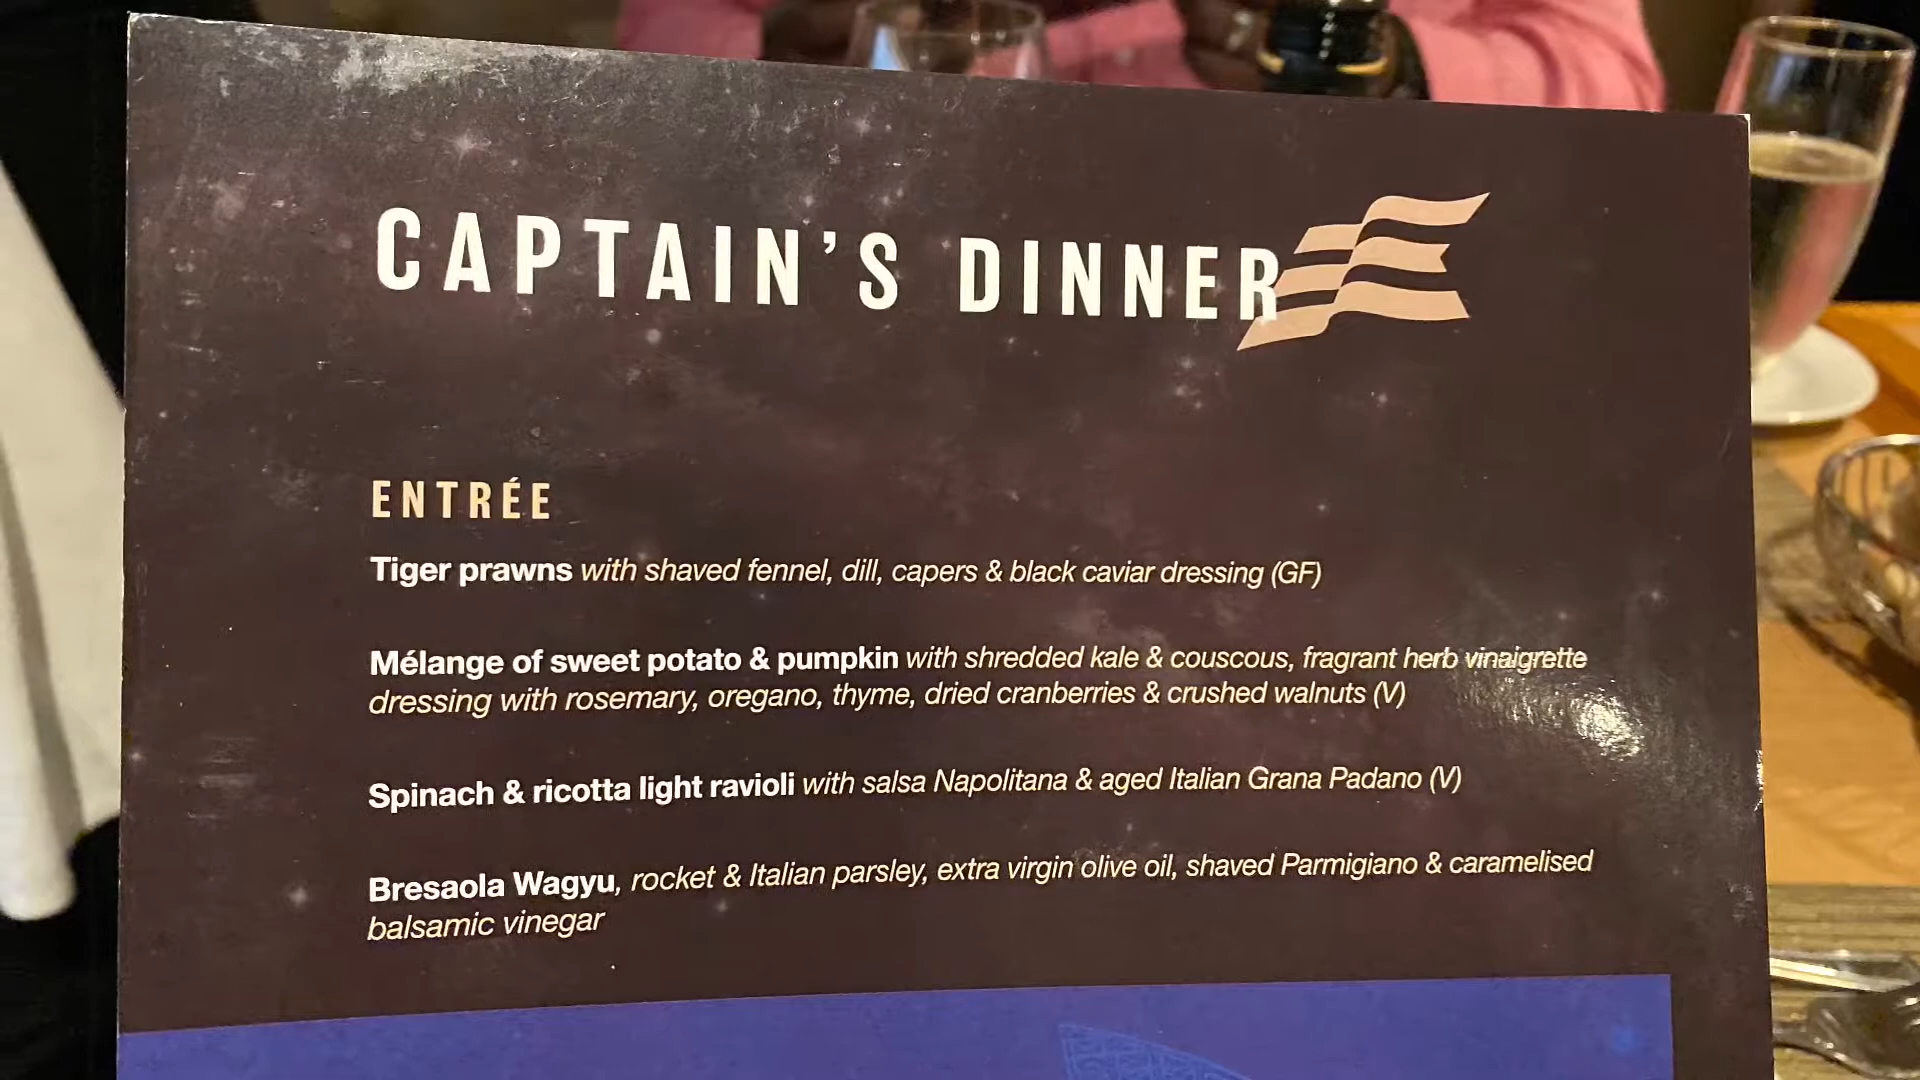 CAPTAIN'S DINNER
ENTRÉE
Tiger prawns with shaved fennel, dill, capers & black caviar dressing (GF)
Mélange of sweet potato & pumpkin with shredded kale & couscous, fragrant herb vinaigrette
dressing with rosemary, oregano, thyme, dried cranberries & crushed walnuts (V)
Spinach & ricotta light ravioli with salsa Napolitana & aged Italian Grana Padano (V)
Bresaola Wagyu, rocket & Italian parsley, extra virgin olive oil, shaved Parmigiano & caramelised
balsamic vinegar